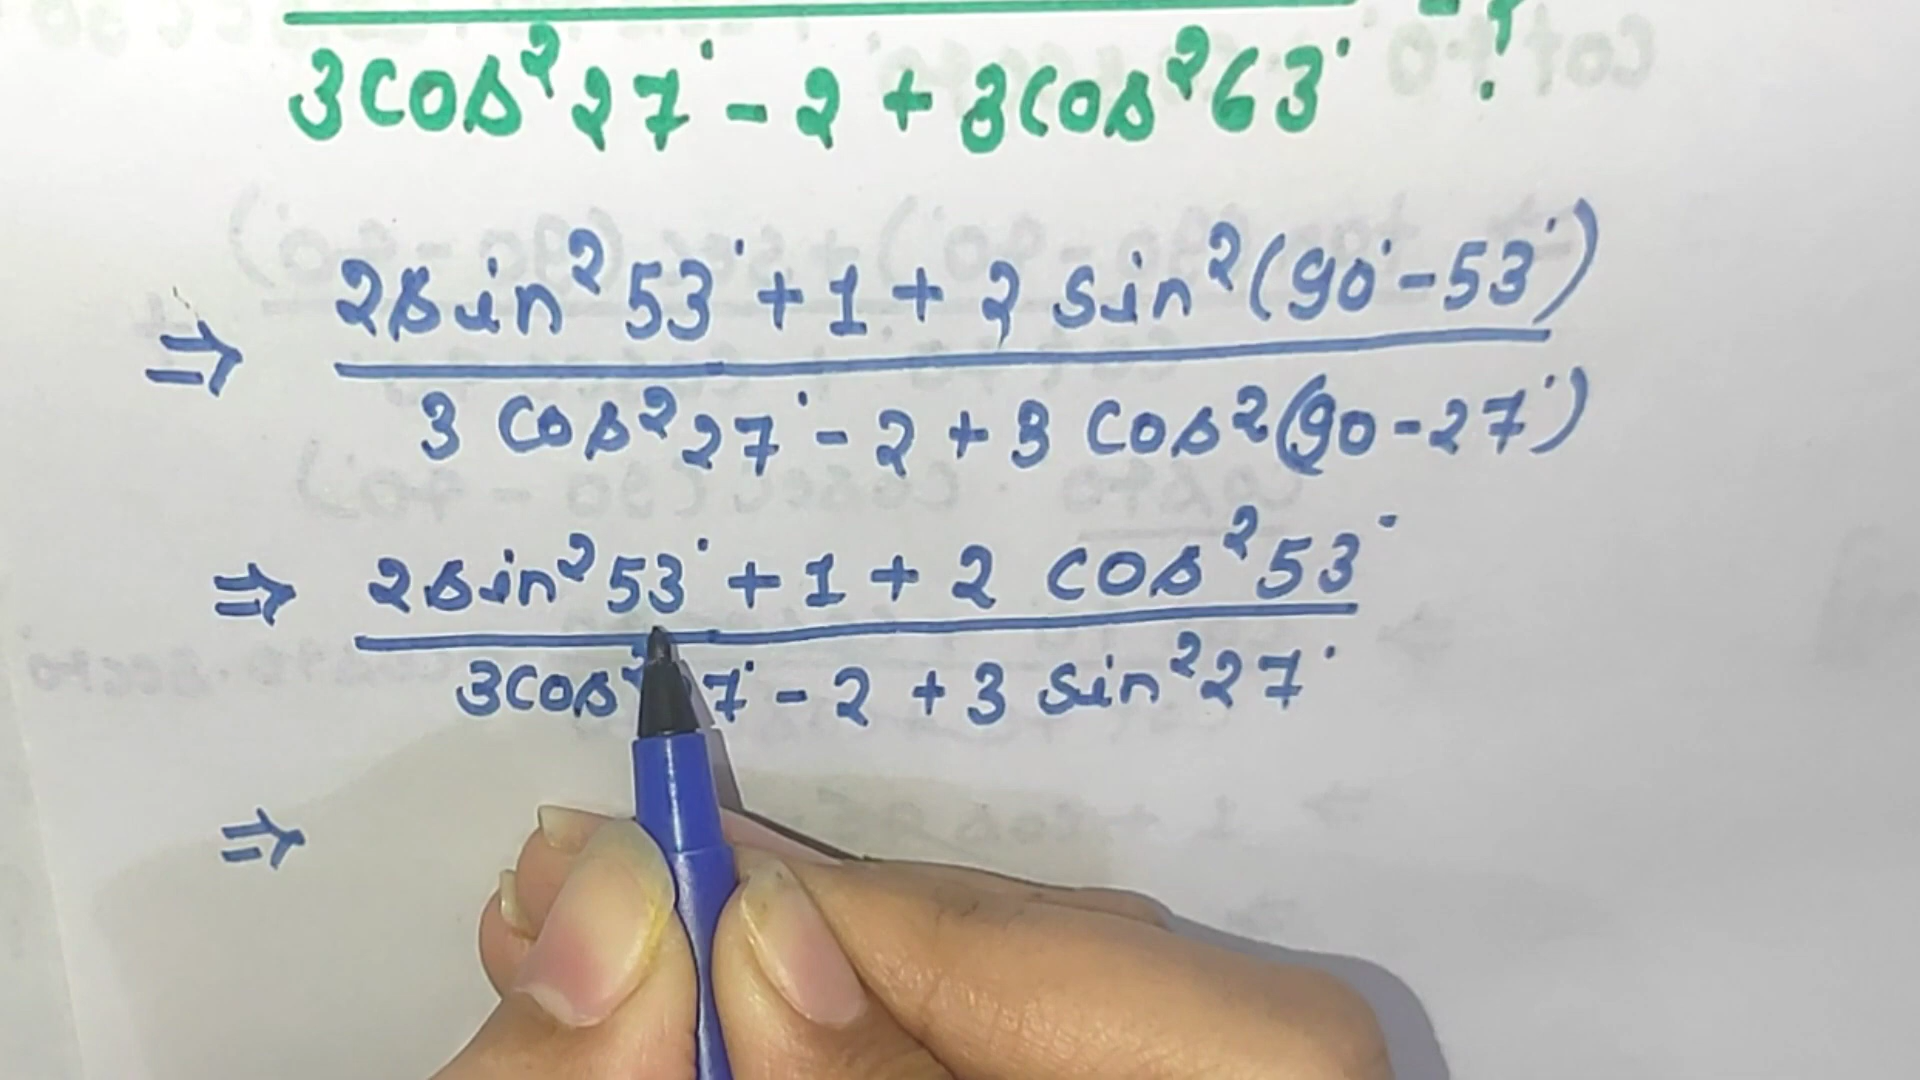 3cos²27° - 2 + 3cos²63° = ?
⇒ 2sin²53° + 1 + 2 sin²(90° - 53°)
3 cos²27° - 2 + 3 cos²(90 - 27°)
⇒ 2sin²53° + 1 + 2 cos²53°
3cos²27° - 2 + 3 sin²27°
⇒